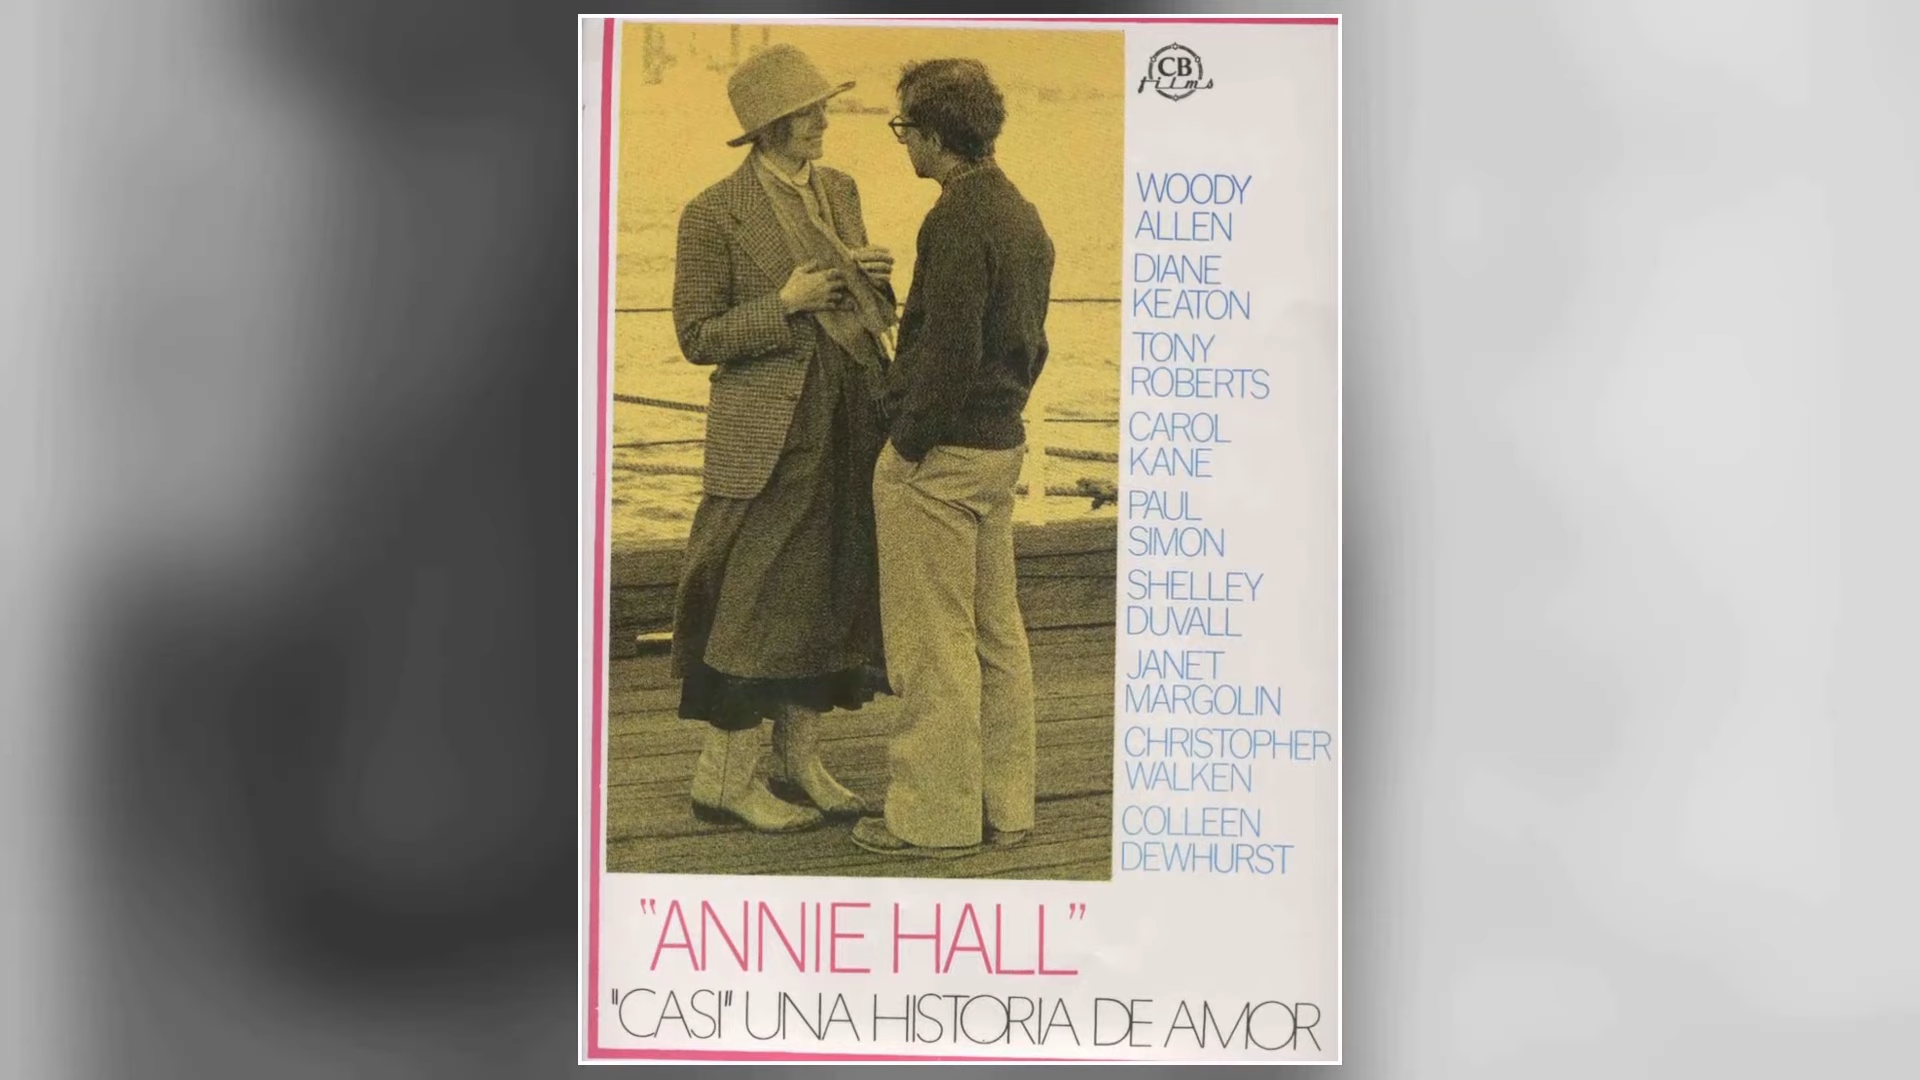 CB
films
WOODY
ALLEN
DIANE
KEATON
TONY
ROBERTS
CAROL
KANE
PAUL
SIMON
SHELLEY
DUVALL
JANET
MARGOLIN
CHRISTOPHER
WALKEN
COLLEEN
DEWHURST
"ANNIE HALL"
"CASI" UNA HISTORIA DE AMOR